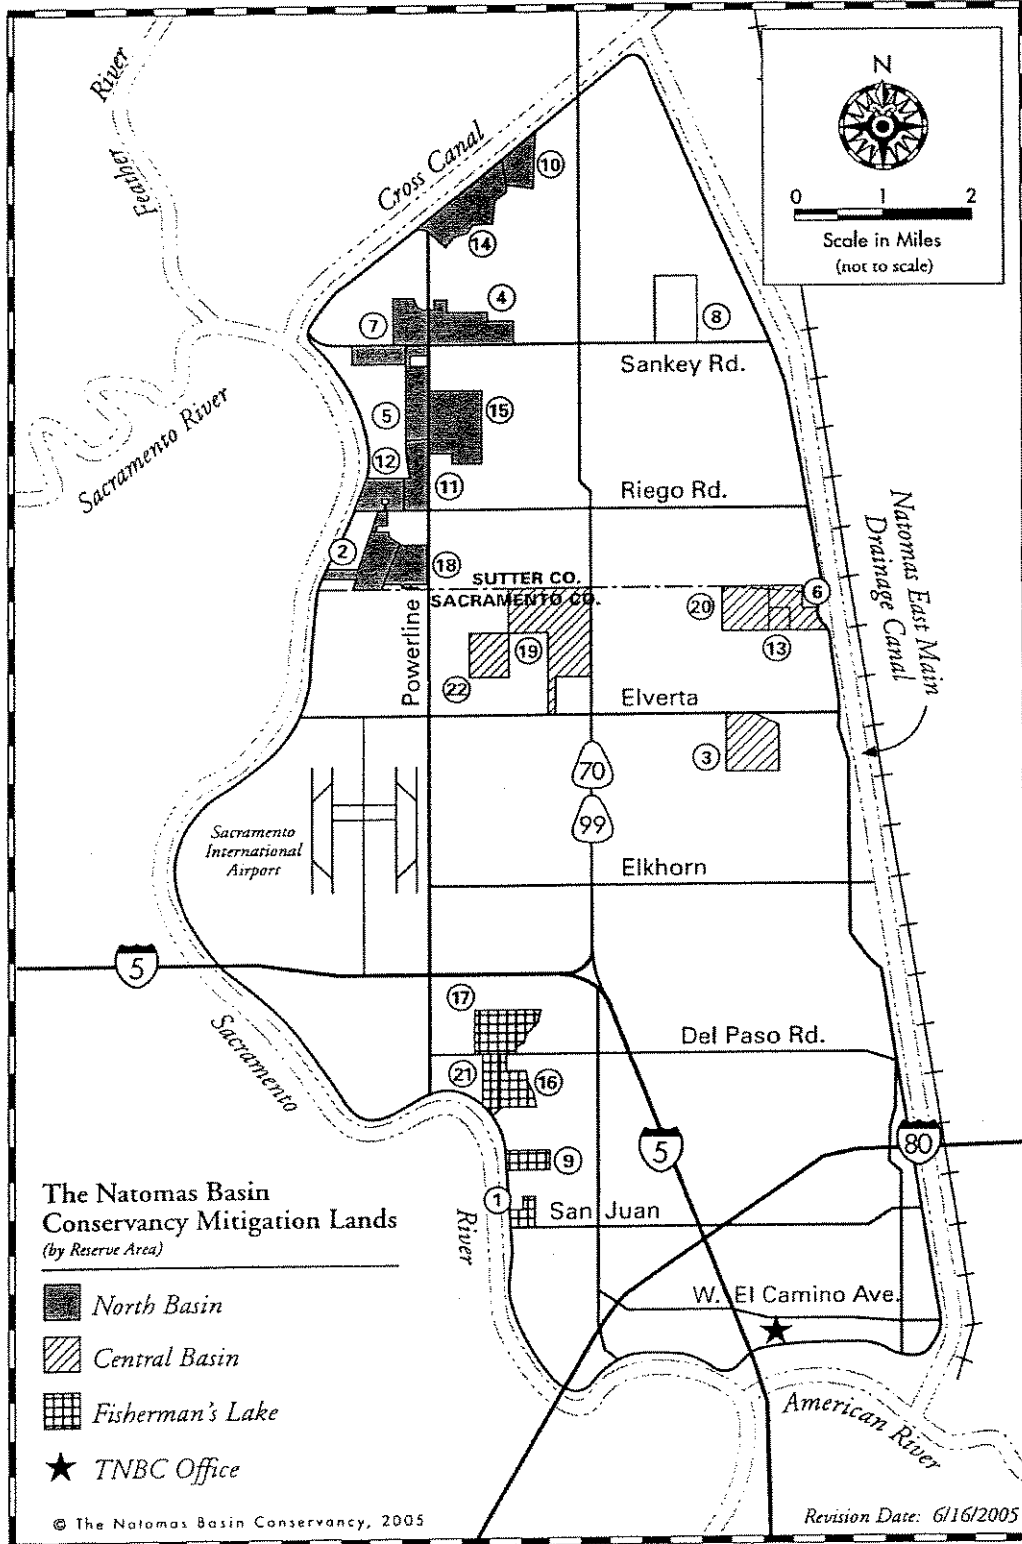 River
Feather
Cross Canal
N
0 1 2
Scale in Miles
(not to scale)
10
14
4
7
8
Sankey Rd.
Sacramento River
5
15
12
11
Riego Rd.
2
18
SUTTER CO.
SACRAMENTO CO.
Natomas East Main
Drainage Canal
6
20
13
19
22
Powerline
Elverta
3
70
99
Sacramento
International
Airport
Elkhorn
5
17
Del Paso Rd.
Sacramento
21
16
5
80
9
1
San Juan
River
W. El Camino Ave.
American River
The Natomas Basin
Conservancy Mitigation Lands
(by Reserve Area)
North Basin
Central Basin
Fisherman's Lake
TNBC Office
© The Natomas Basin Conservancy, 2005
Revision Date: 6/16/2005